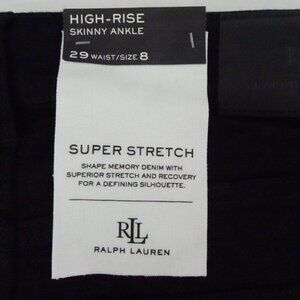 HIGH-RISE
SKINNY ANKLE
29 WAIST/SIZE 8
SUPER STRETCH
SHAPE MEMORY DENIM WITH
SUPERIOR STRETCH AND RECOVERY
FOR A DEFINING SILHOUETTE.
RLL
RALPH LAUREN